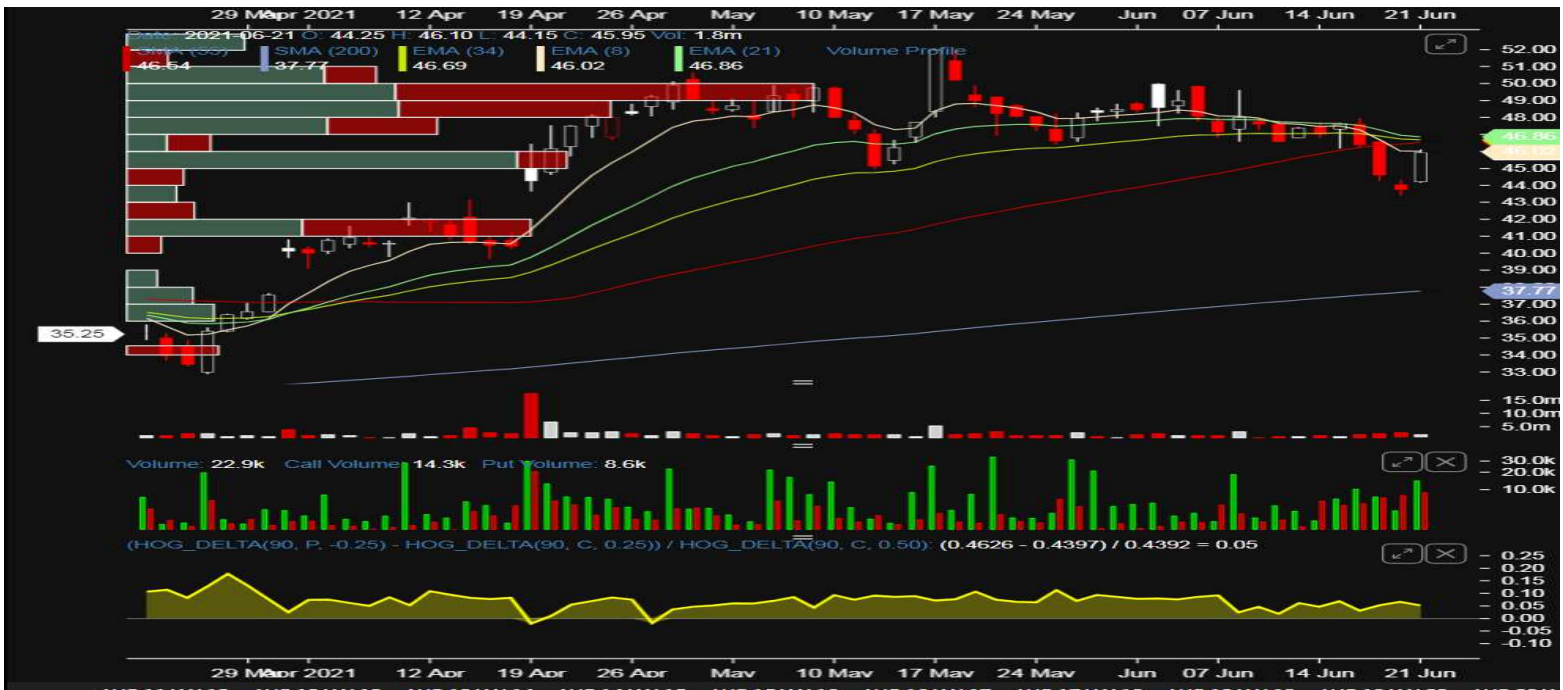 29 Mar Apr 2021 12 Apr 19 Apr 26 Apr May 10 May 17 May 24 May Jun 07 Jun 14 Jun 21 Jun
Date: 2021-06-21 O: 44.25 H: 46.10 L: 44.15 C: 45.95 Vol: 1.8m
SMA (55) SMA (200) EMA (34) EMA (8) EMA (21) Volume Profile
46.54 37.77 46.69 46.02 46.86
52.00
51.00
50.00
49.00
48.00
46.86
46.02
45.00
44.00
43.00
42.00
41.00
40.00
39.00
37.77
37.00
36.00
35.25
35.00
34.00
33.00
15.0m
10.0m
5.0m
Volume: 22.9k Call Volume: 14.3k Put Volume: 8.6k
30.0k
20.0k
10.0k
(HOG_DELTA(90, P, -0.25) - HOG_DELTA(90, C, 0.25)) / HOG_DELTA(90, C, 0.50): (0.4626 - 0.4397) / 0.4392 = 0.05
0.25
0.20
0.15
0.10
0.05
0.00
-0.05
-0.10
29 Mar Apr 2021 12 Apr 19 Apr 26 Apr May 10 May 17 May 24 May Jun 07 Jun 14 Jun 21 Jun